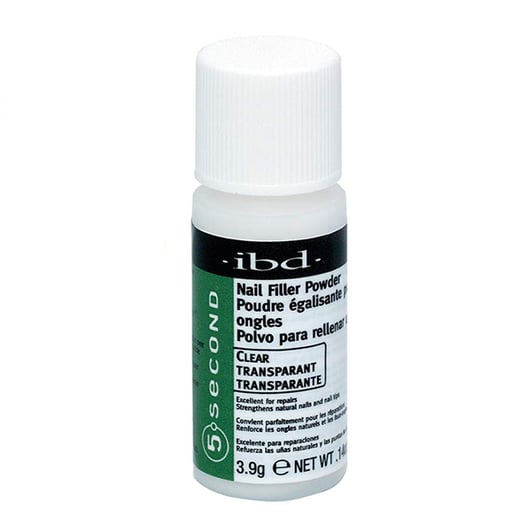 ·ibd·
Nail Filler Powder
Poudre égalisante
ongles
Polvo para rellenar
CLEAR
TRANSPARANT
TRANSPARANTE
Excellent for repairs
Strengthens natural nails and nail tips
Convient parfaitement pour les
Renforce les ongles naturels et les
Excelente para reparaciones
Refuerza las uñas naturales y las puntas de
3.9g ℮ NET WT.
5 SECOND